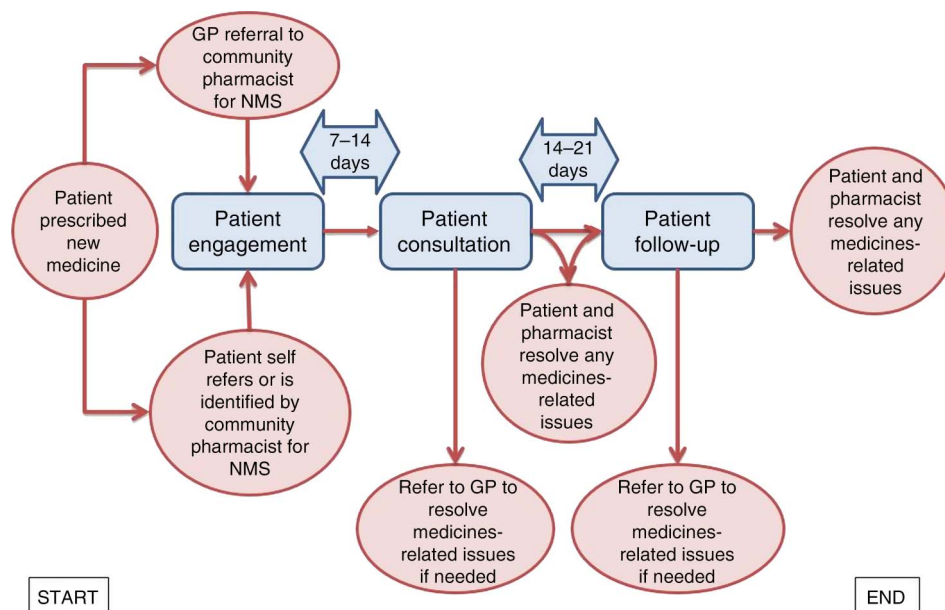 GP referral to
community
pharmacist
for NMS
7–14
days
14–21
days
Patient
prescribed
new
medicine
Patient
engagement
Patient
consultation
Patient
follow-up
Patient and
pharmacist
resolve any
medicines-
related
issues
Patient self
refers or is
identified by
community
pharmacist for
NMS
Patient and
pharmacist
resolve any
medicines-
related
issues
Refer to GP to
resolve
medicines-
related issues
if needed
Refer to GP to
resolve
medicines-
related issues
if needed
START
END